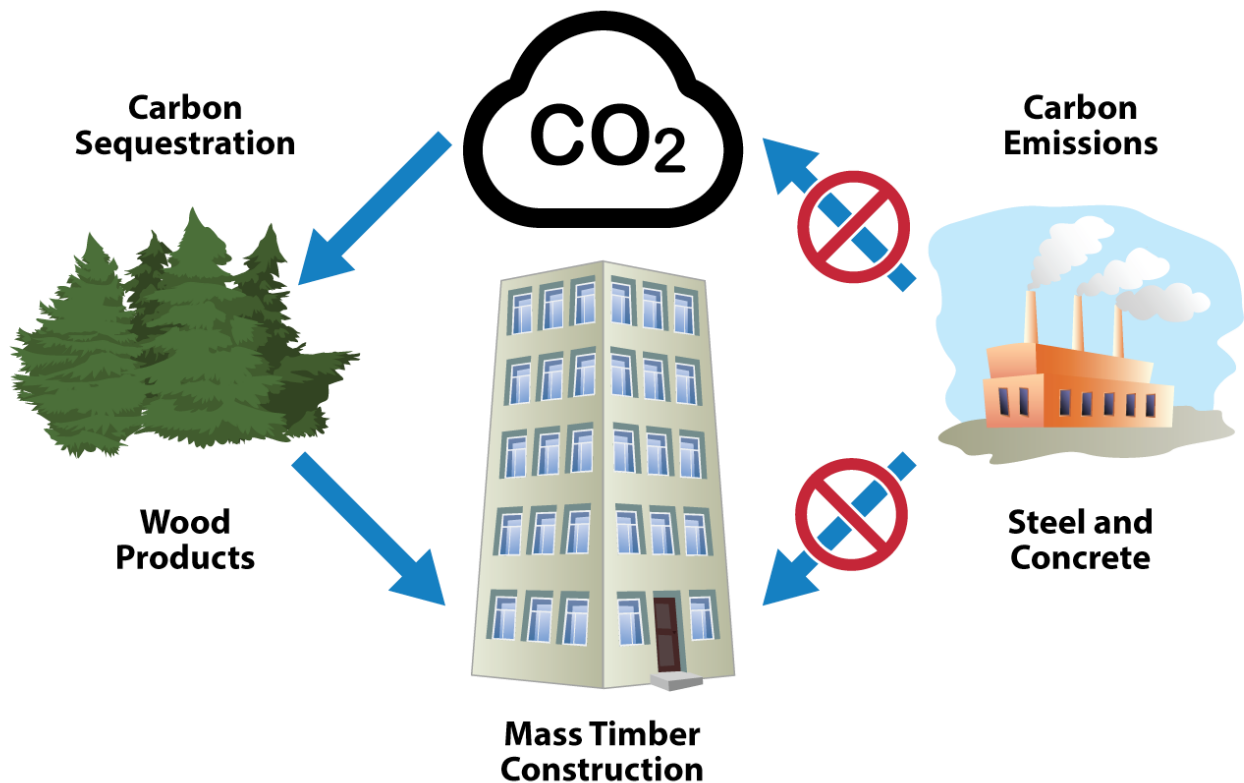 Carbon
Sequestration
CO₂
Carbon
Emissions
Wood
Products
Steel and
Concrete
Mass Timber
Construction